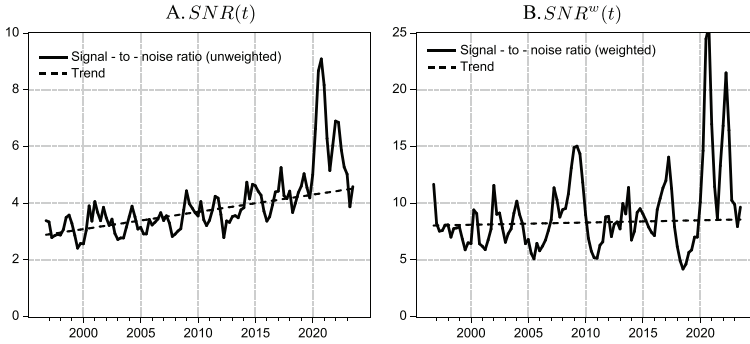 A. SNR(t)
10
8
6
4
2
0
Signal - to - noise ratio (unweighted)
Trend
2000 2005 2010 2015 2020
B. SNR^w(t)
25
20
15
10
5
0
Signal - to - noise ratio (weighted)
Trend
2000 2005 2010 2015 2020